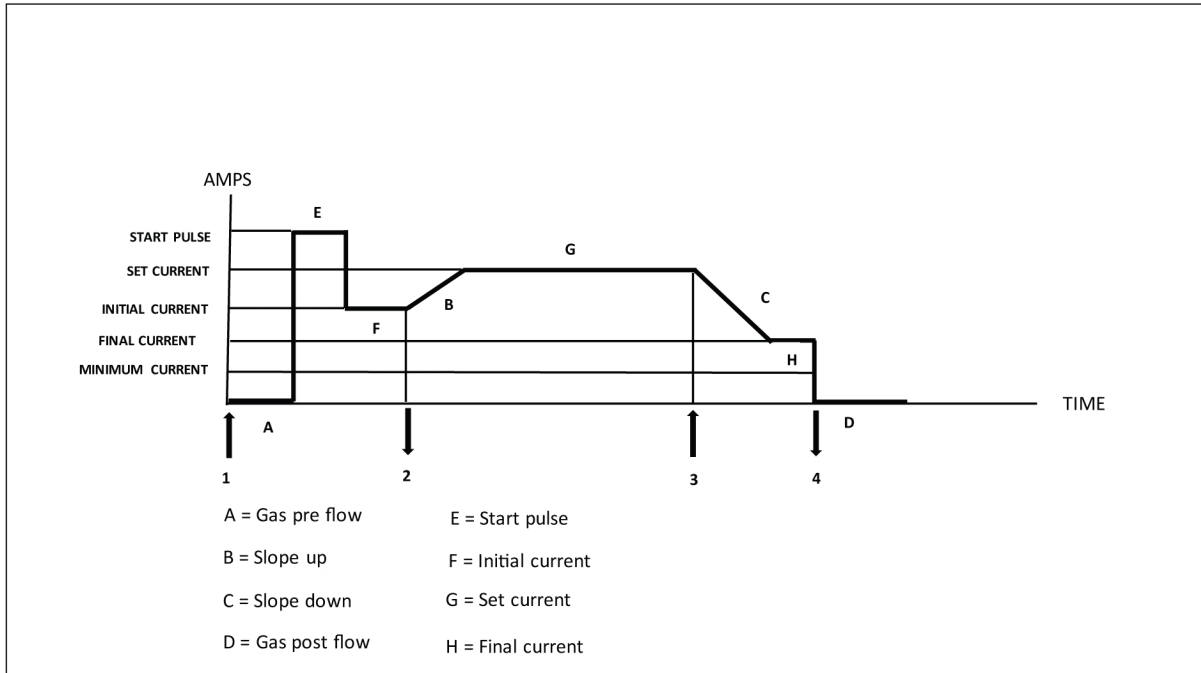 AMPS
E
START PULSE
G
SET CURRENT
C
B
INITIAL CURRENT
F
FINAL CURRENT
H
MINIMUM CURRENT
TIME
A
D
1
2
3
4
A = Gas pre flow
E = Start pulse
B = Slope up
F = Initial current
C = Slope down
G = Set current
D = Gas post flow
H = Final current